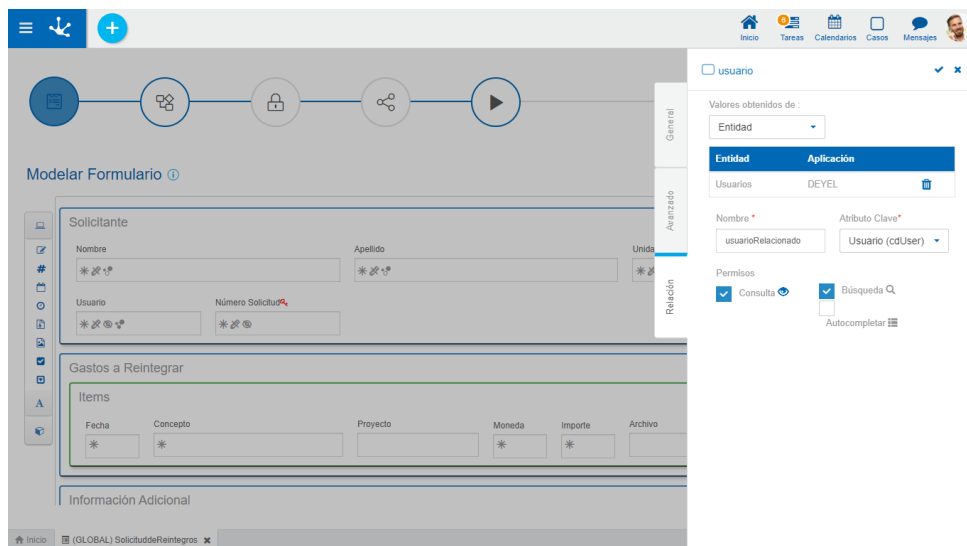 6
Inicio Tareas Calendarios Casos Mensajes
usuario
Valores obtenidos de :
Entidad
General
Entidad Aplicación
Usuarios DEYEL
Modelar Formulario
Avanzado
Nombre * Atributo Clave*
usuarioRelacionado Usuario (cdUser)
Solicitante
Nombre Apellido Unida
Permisos
Consulta Búsqueda
Relación
Usuario Número Solicitud
Autocompletar
Gastos a Reintegrar
Items
Fecha Concepto Proyecto Moneda Importe Archivo
A
Información Adicional
Inicio (GLOBAL) SolicituddeReintegros